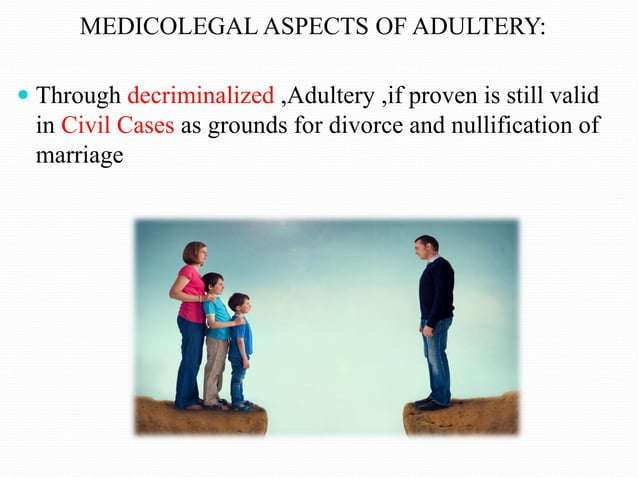 MEDICOLEGAL ASPECTS OF ADULTERY:
Through decriminalized ,Adultery ,if proven is still valid
in Civil Cases as grounds for divorce and nullification of
marriage